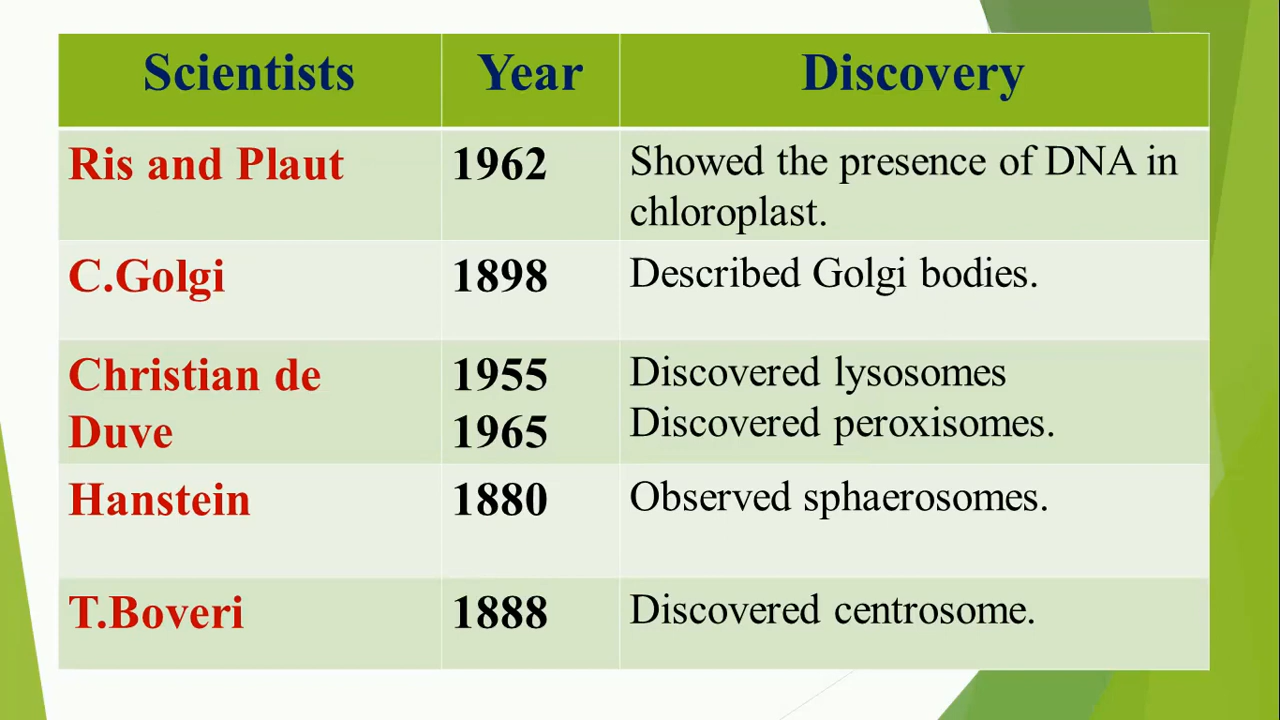 Scientists Year Discovery
Ris and Plaut 1962 Showed the presence of DNA in
chloroplast.
C.Golgi 1898 Described Golgi bodies.
Christian de 1955 Discovered lysosomes
Duve 1965 Discovered peroxisomes.
Hanstein 1880 Observed sphaerosomes.
T.Boveri 1888 Discovered centrosome.